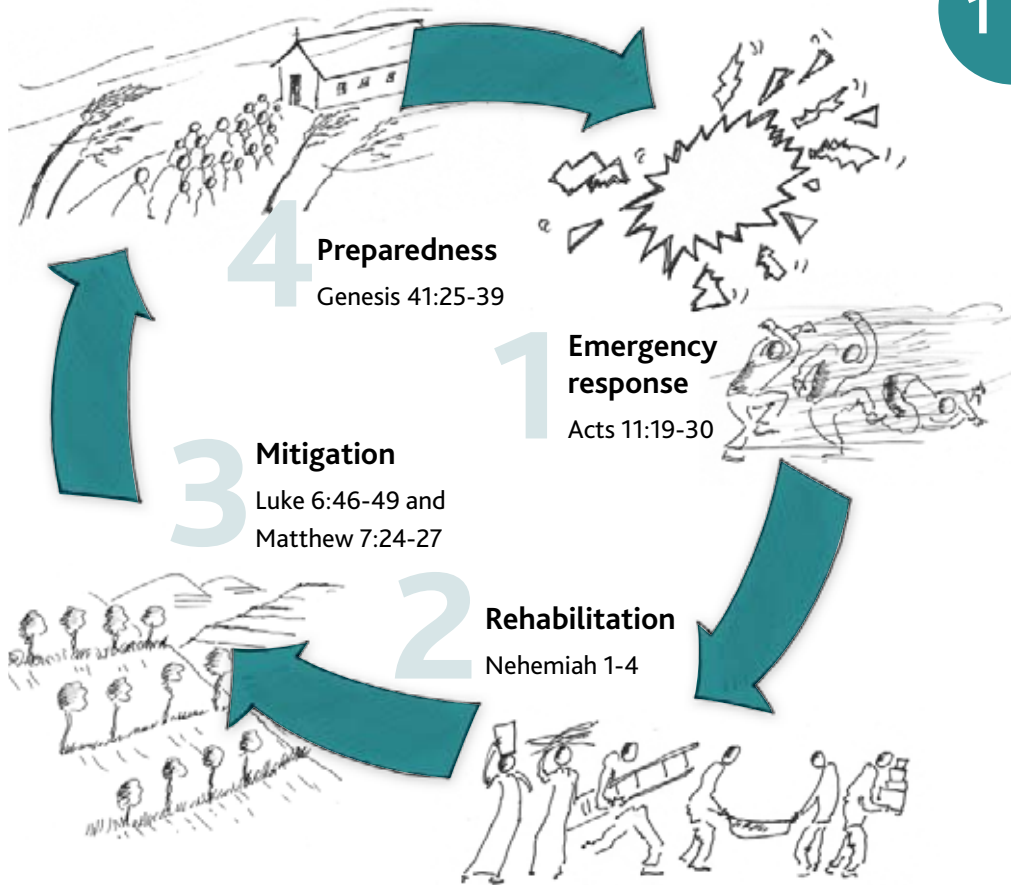 1
4
Preparedness
Genesis 41:25-39
1
Emergency
response
Acts 11:19-30
3
Mitigation
Luke 6:46-49 and
Matthew 7:24-27
2
Rehabilitation
Nehemiah 1-4